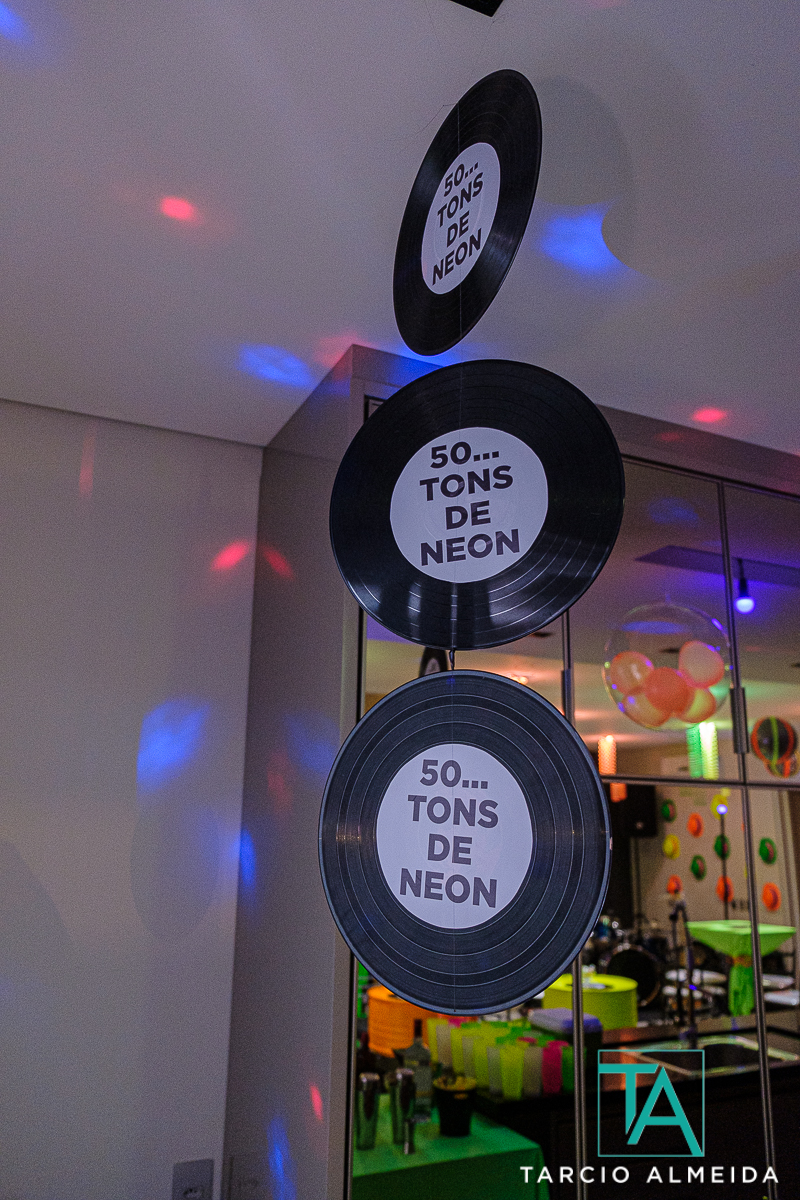 50...
TONS
DE
NEON
50...
TONS
DE
NEON
50...
TONS
DE
NEON
TA
TARCIO ALMEIDA